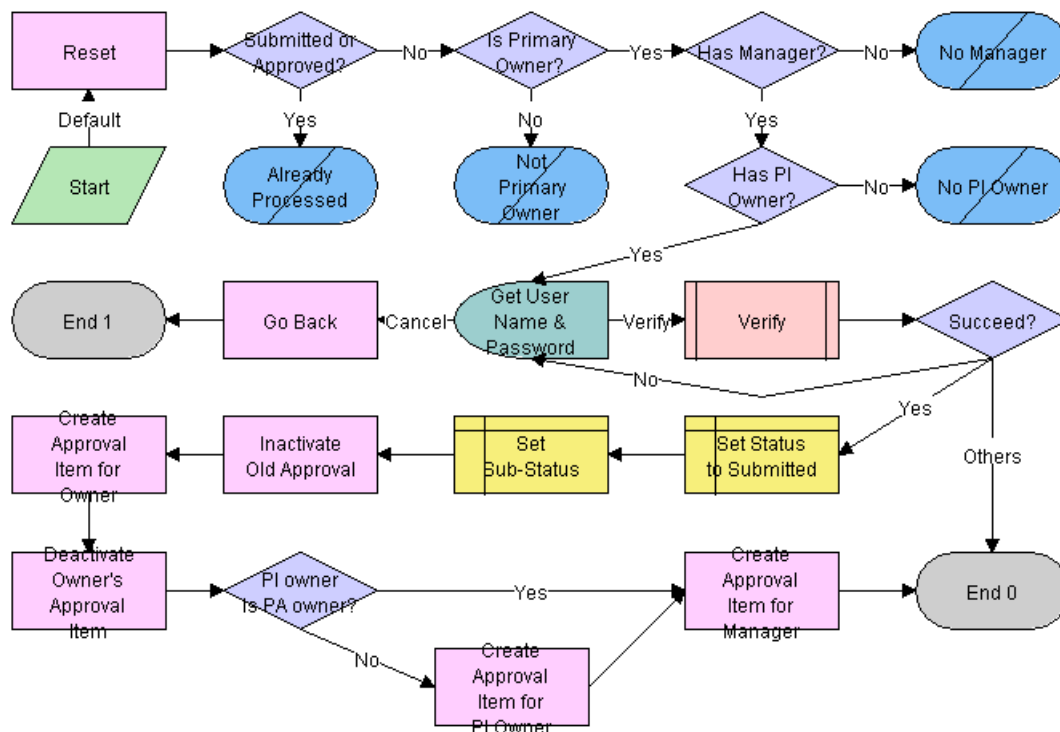 Reset
Submitted or
Approved?
No
Is Primary
Owner?
Yes
Has Manager?
No
No Manager
Default
Yes
No
Yes
Start
Already
Processed
Not
Primary
Owner
Has PI
Owner?
No
No PI Owner
Yes
End 1
Go Back
Cancel
Get User
Name &
Password
Verify
Verify
Succeed?
No
Yes
Others
Create
Approval
Item for
Owner
Inactivate
Old Approval
Set
Sub-Status
Set Status
to Submitted
Deactivate
Owner's
Approval
Item
PI owner
is PA owner?
Yes
Create
Approval
Item for
Manager
End 0
No
Create
Approval
Item for
PI Owner